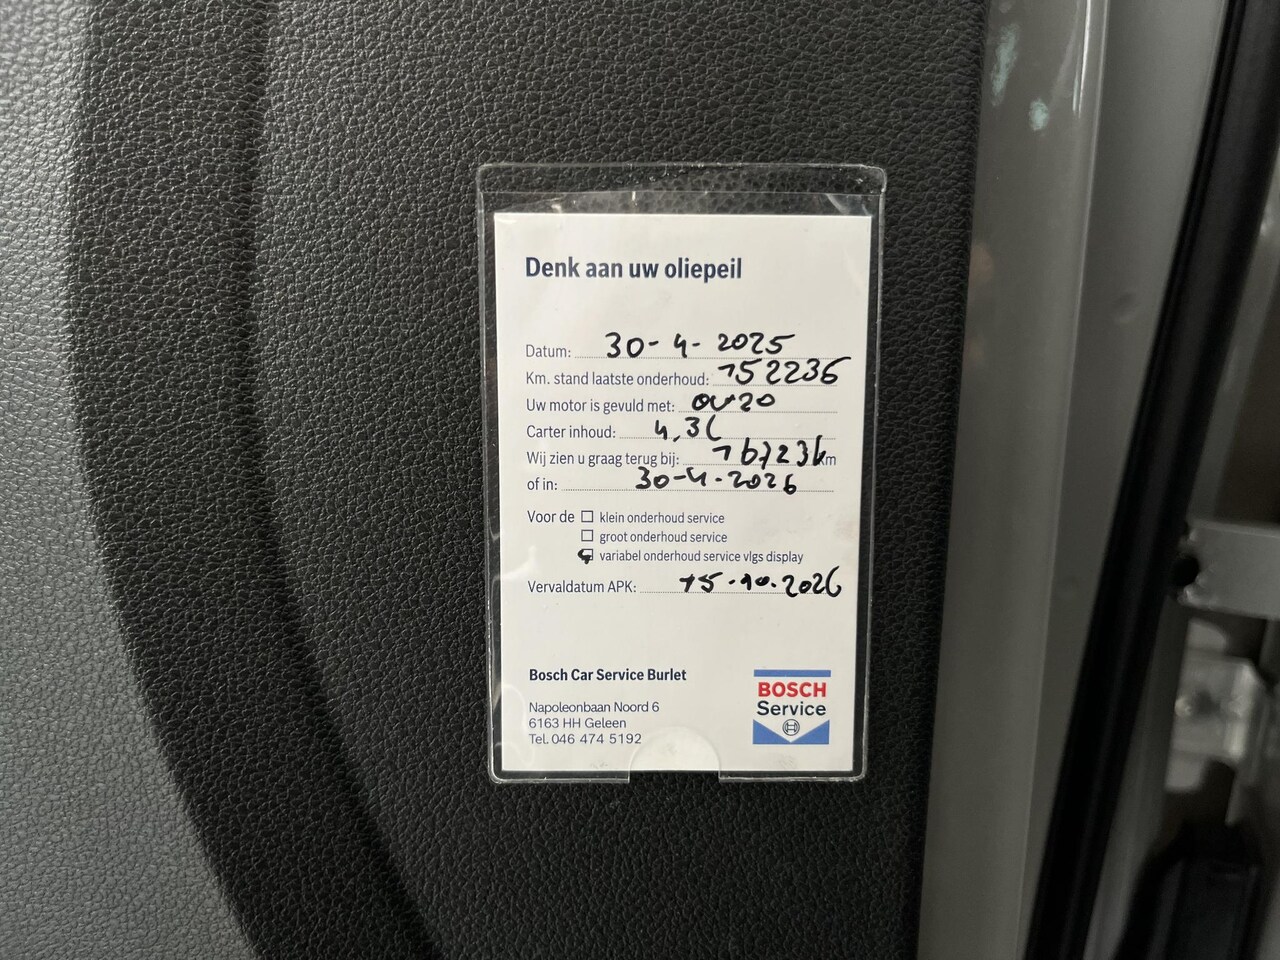 Denk aan uw oliepeil
Datum: 30-4-2025
Km. stand laatste onderhoud: 152236
Uw motor is gevuld met: 0W20
Carter inhoud: 4,3L
Wij zien u graag terug bij: km
of in: 30-4-2026
Voor de klein onderhoud service
groot onderhoud service
variabel onderhoud service vlgs display
Vervaldatum APK: 15-10-2026
Bosch Car Service Burlet
Napoleonbaan Noord 6
6163 HH Geleen
Tel. 046 474 5192
BOSCH
Service